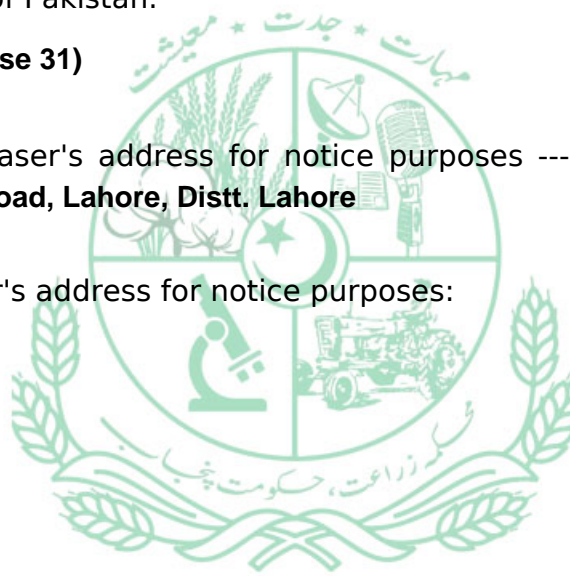 of Pakistan.
مہارت ٭ جدت ٭ معیشت
se 31)
aser's address for notice purposes ---
oad, Lahore, Distt. Lahore
r's address for notice purposes:
محکمہ زراعت، حکومت پنجاب